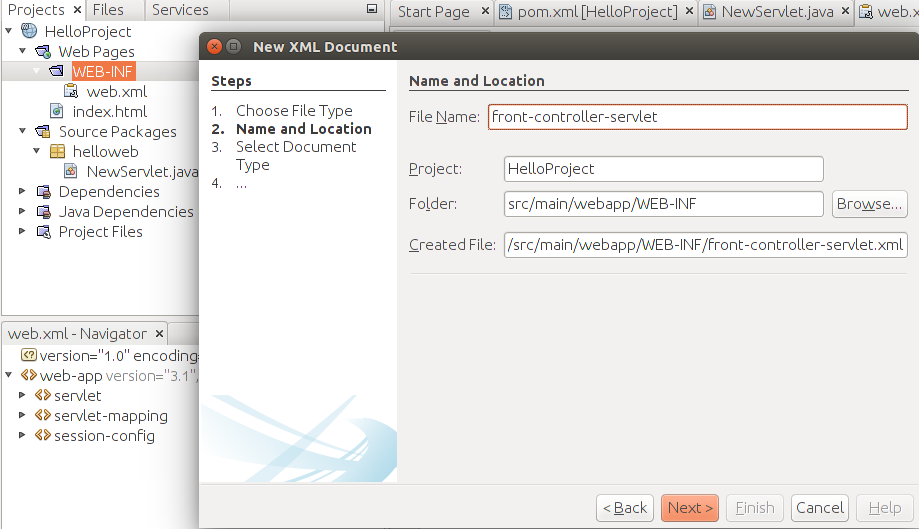 Projects × Files Services
HelloProject
Web Pages
WEB-INF
web.xml
index.html
Source Packages
helloweb
NewServlet.java
Dependencies
Java Dependencies
Project Files
web.xml - Navigator ×
version="1.0" encoding=
web-app version="3.1",
servlet
servlet-mapping
session-config
Start Page × pom.xml [HelloProject] × NewServlet.java × web.x
New XML Document
Steps
1. Choose File Type
2. Name and Location
3. Select Document
Type
4. ...
Name and Location
File Name: front-controller-servlet
Project: HelloProject
Folder: src/main/webapp/WEB-INF Browse...
Created File: /src/main/webapp/WEB-INF/front-controller-servlet.xml
< Back Next > Finish Cancel Help